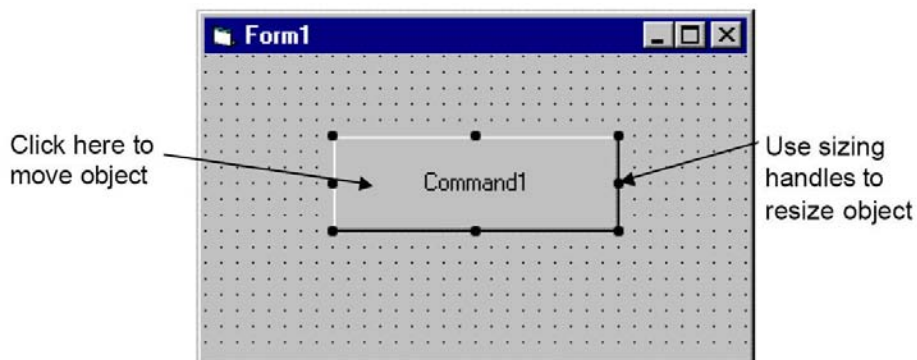 Form1
Click here to
move object
Command1
Use sizing
handles to
resize object